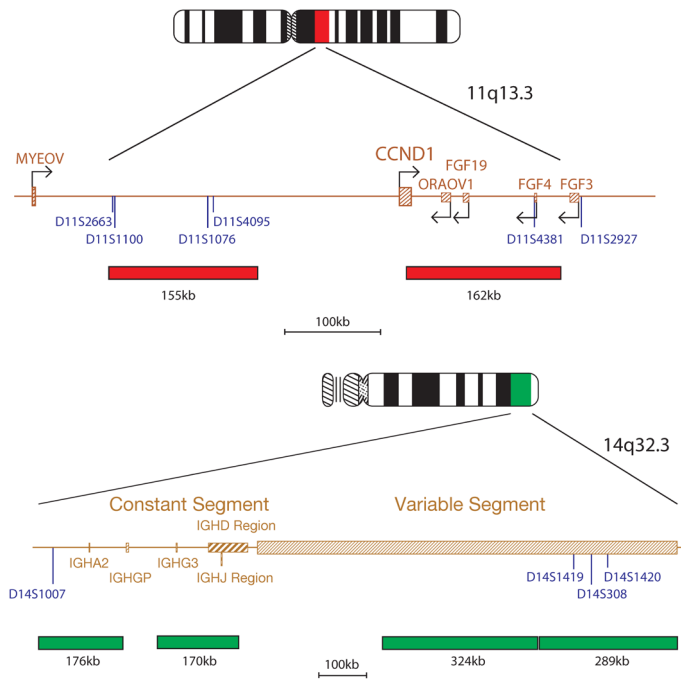 11q13.3
MYEOV
CCND1
FGF19
ORAOV1
FGF4
FGF3
D11S2663
D11S4095
D11S1100
D11S1076
D11S4381
D11S2927
155kb
162kb
100kb
14q32.3
Constant Segment
Variable Segment
IGHD Region
IGHA2
IGHG3
IGHGP
IGHJ Region
D14S1007
D14S1419
D14S1420
D14S308
176kb
170kb
324kb
289kb
100kb